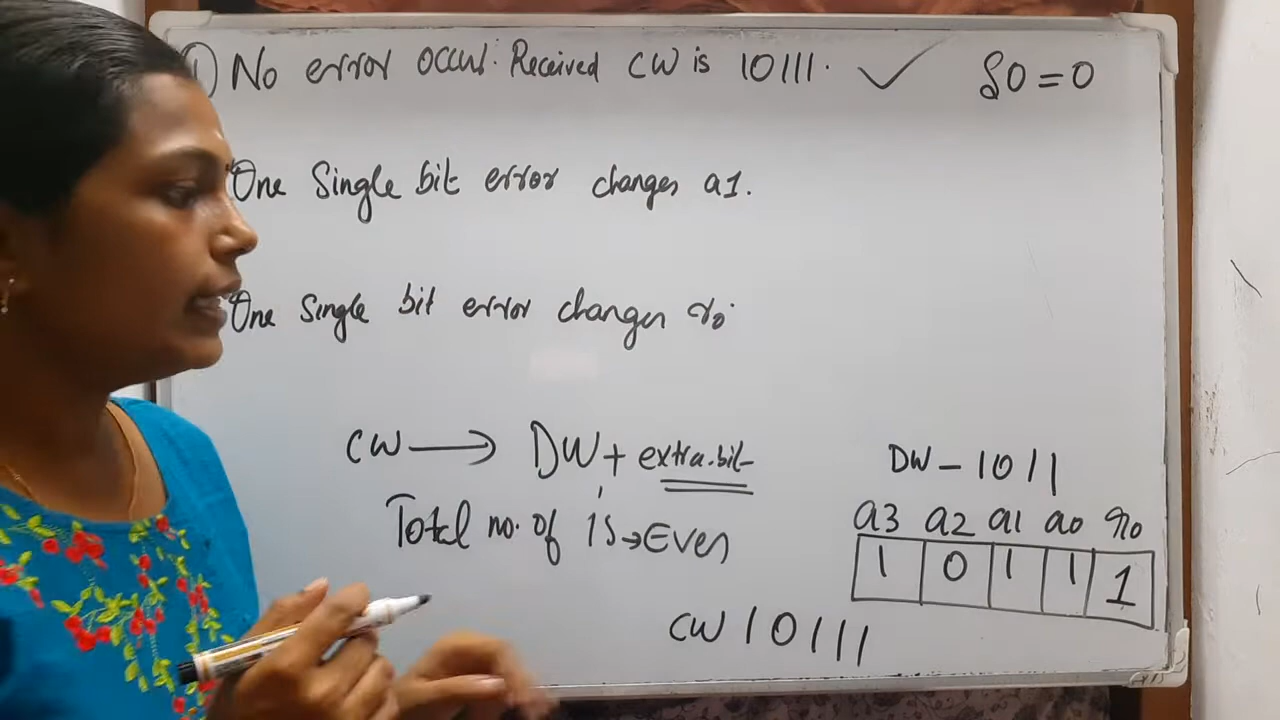 1) No error occur. Received CW is 10111. ✓ S0 = 0
One Single bit error changes a1.
One single bit error changes r0.
CW → DW + extra bit
Total no. of 1s → Even
DW - 1011
a3 a2 a1 a0 r0
1 0 1 1 1
CW 10111